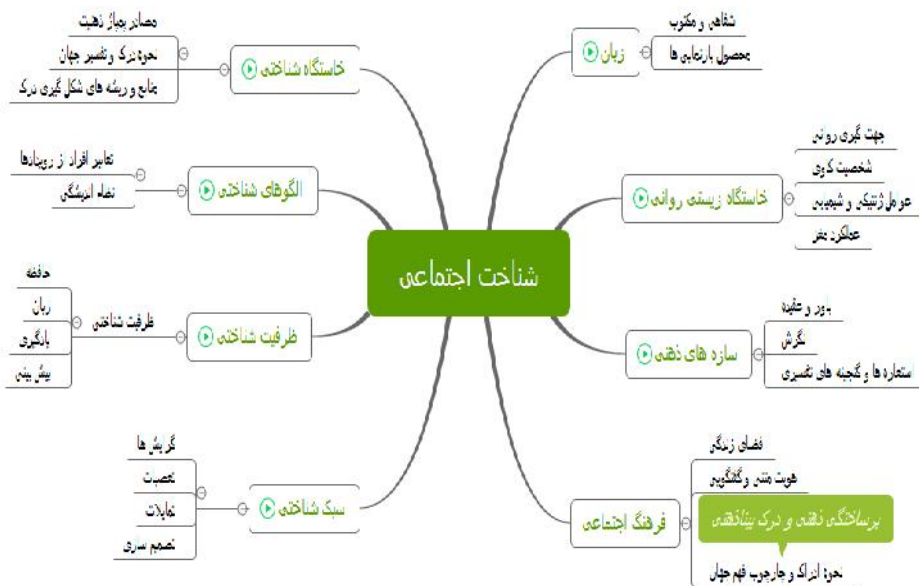 شناخت اجتماعی
زبان
شفاهی و مکتوب
محصول بازنمایی ها
خاستگاه زیستی روانی
جهت گیری روانی
شخصیت کاوی
عوامل ژنتیکی و شیمیایی
عملکرد مغز
سازه های ذهنی
باور و عقیده
نگرش
استعاره ها و گنجینه های تفسیری
فرهنگ اجتماعی
فضای زندگی
هویت متنی و گفتگویی
برساختگی ذهنی و درک بیناذهنی
نحوه ادراک و چارچوب فهم جهان
خاستگاه شناختی
مصادر پدیدار ذهنیت
نحوه درک و تفسیر جهان
منابع و ریشه های شکل گیری درک
الگوهای شناختی
تعابیر افراد از رویدادها
نظام اندیشگی
ظرفیت شناختی
ظرفیت شناختی
حافظه
زبان
یادگیری
پیش بینی
سبک شناختی
گرایش ها
تعصبات
تمایلات
تصمیم سازی